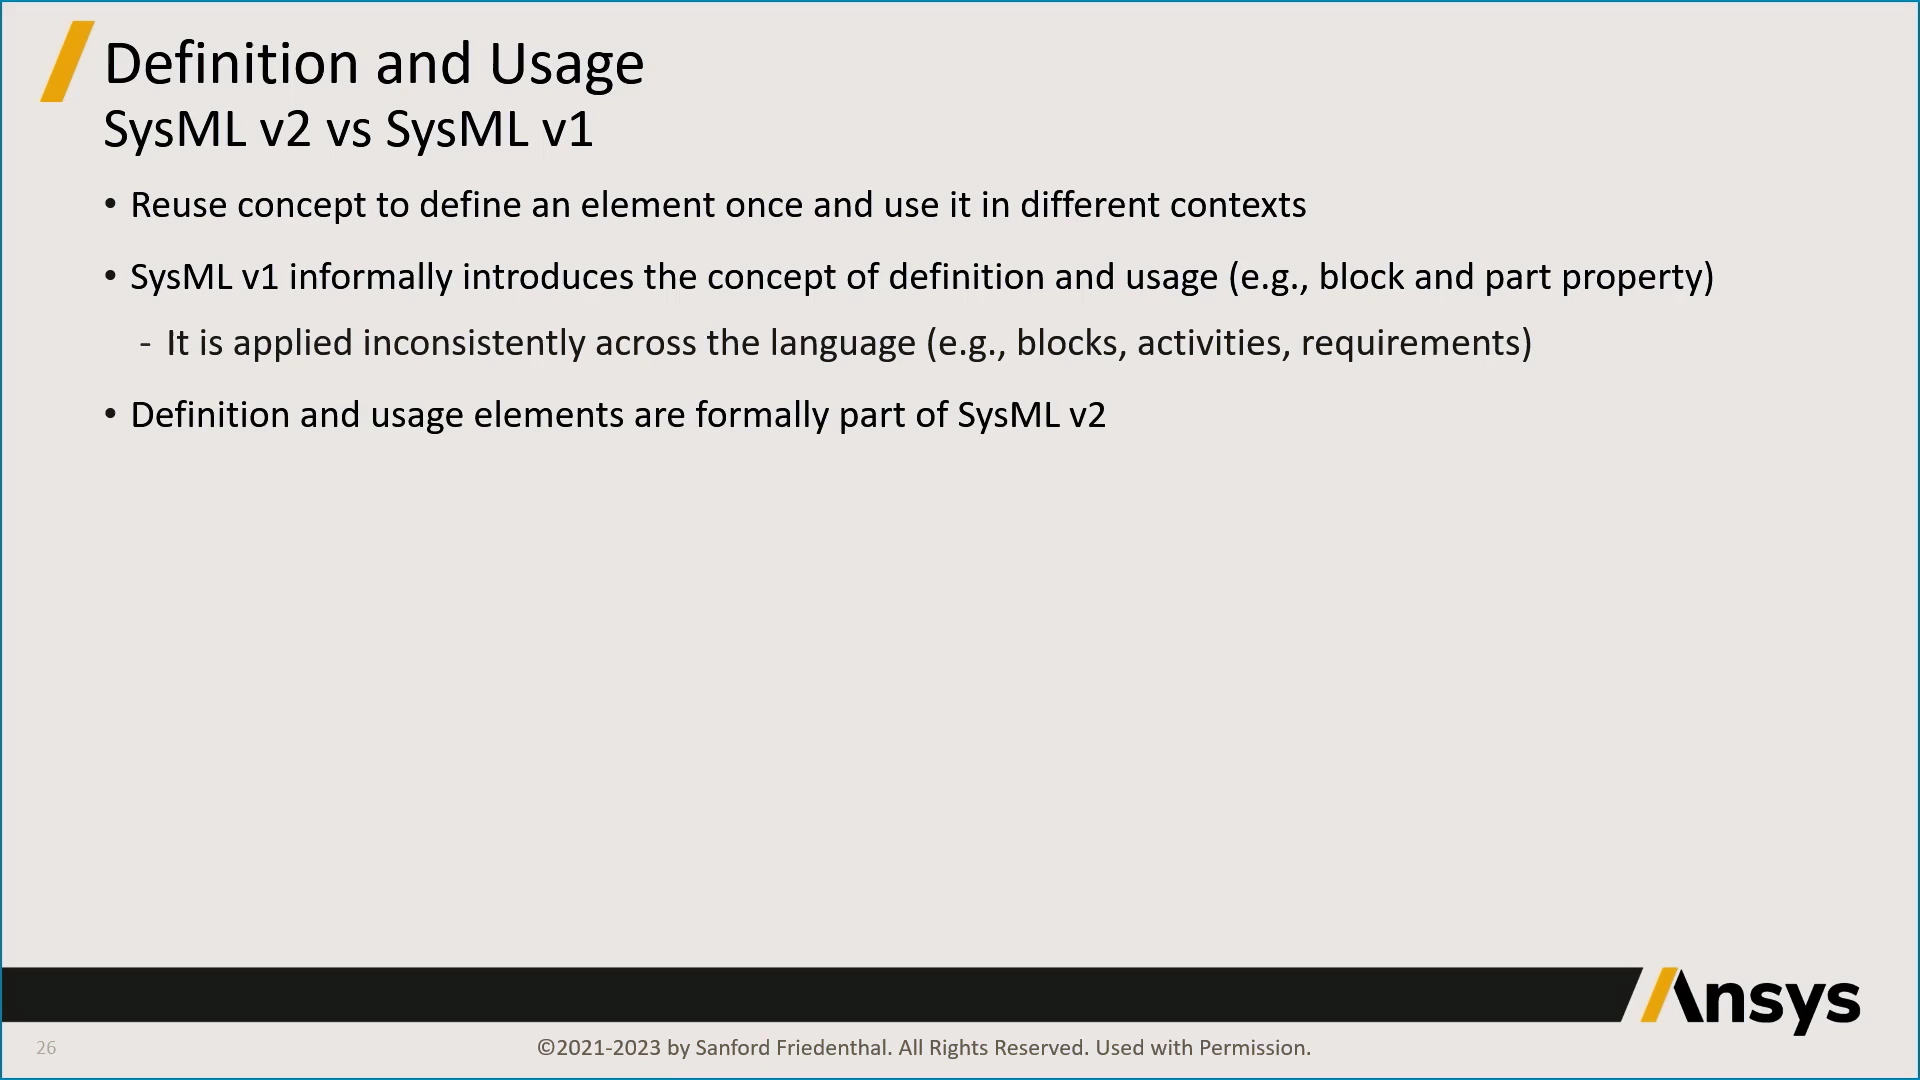 Definition and Usage
SysML v2 vs SysML v1
• Reuse concept to define an element once and use it in different contexts
• SysML v1 informally introduces the concept of definition and usage (e.g., block and part property)
- It is applied inconsistently across the language (e.g., blocks, activities, requirements)
• Definition and usage elements are formally part of SysML v2
Ansys
26
©2021-2023 by Sanford Friedenthal. All Rights Reserved. Used with Permission.